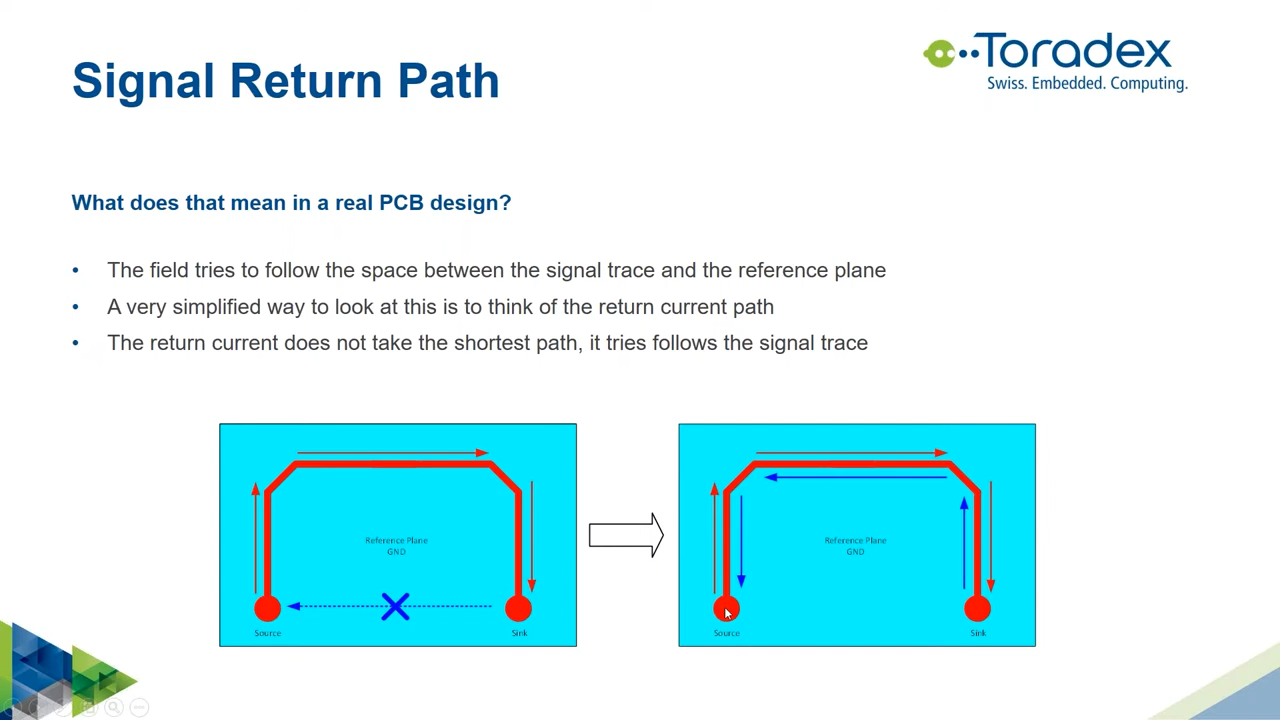 Signal Return Path
Toradex
Swiss. Embedded. Computing.
What does that mean in a real PCB design?
• The field tries to follow the space between the signal trace and the reference plane
• A very simplified way to look at this is to think of the return current path
• The return current does not take the shortest path, it tries follows the signal trace
Reference Plane
GND
Source
Sink
Reference Plane
GND
Source
Sink